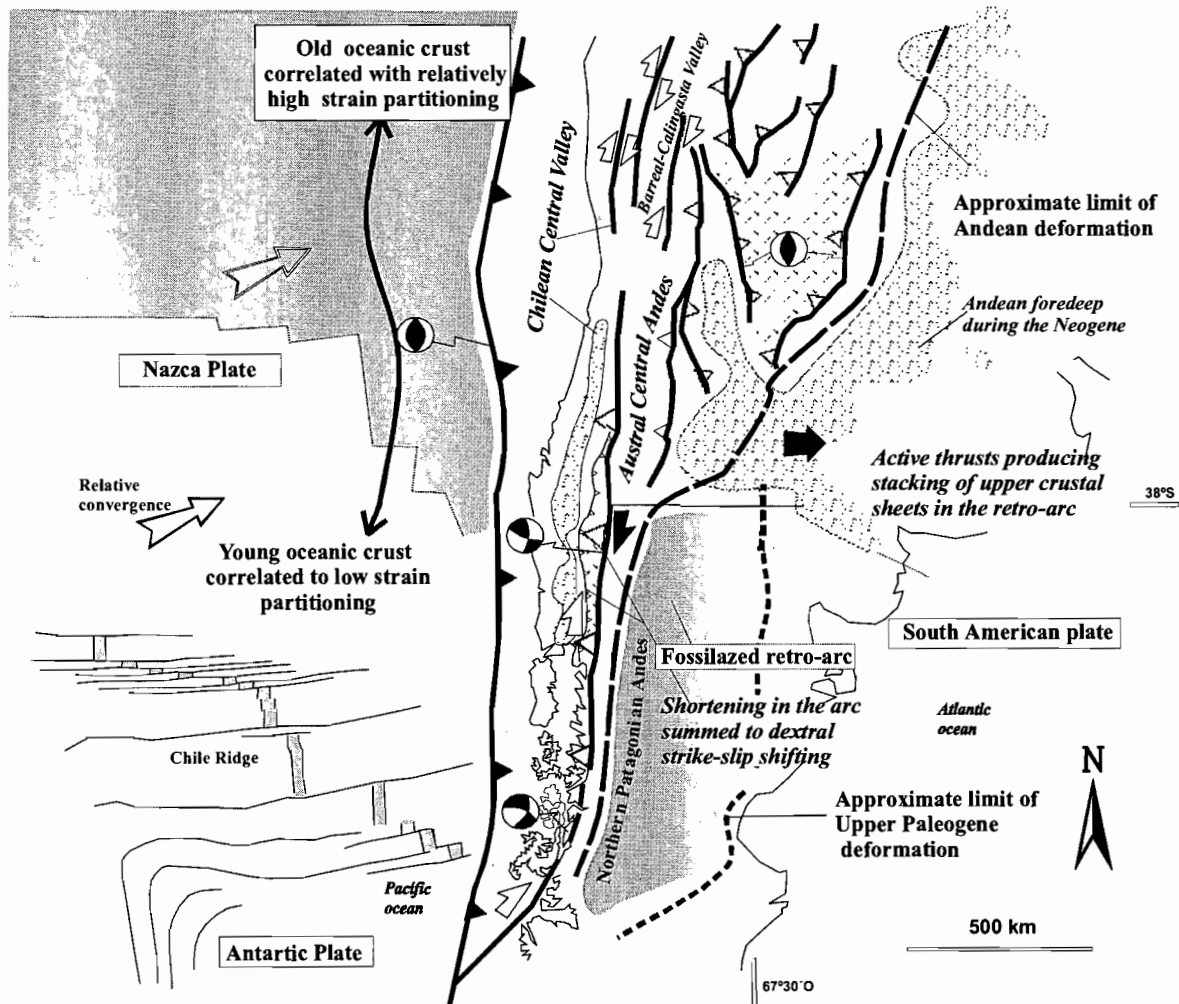 Old oceanic crust
correlated with relatively
high strain partitioning
Chilean Central Valley
Barreal-Calingasta Valley
Approximate limit of
Andean deformation
Andean foredeep
during the Neogene
Nazca Plate
Austral Central Andes
Active thrusts producing
stacking of upper crustal
sheets in the retro-arc
38ºS
Relative
convergence
Young oceanic crust
correlated to low strain
partitioning
South American plate
Fossilazed retro-arc
Shortening in the arc
summed to dextral
strike-slip shifting
Atlantic
ocean
Northern Patagonian Andes
Chile Ridge
N
Approximate limit of
Upper Paleogene
deformation
Pacific
ocean
500 km
Antartic Plate
67º30´O